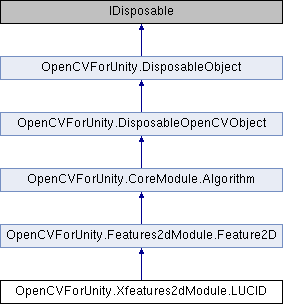 IDisposable
OpenCVForUnity.DisposableObject
OpenCVForUnity.DisposableOpenCVObject
OpenCVForUnity.CoreModule.Algorithm
OpenCVForUnity.Features2dModule.Feature2D
OpenCVForUnity.Xfeatures2dModule.LUCID